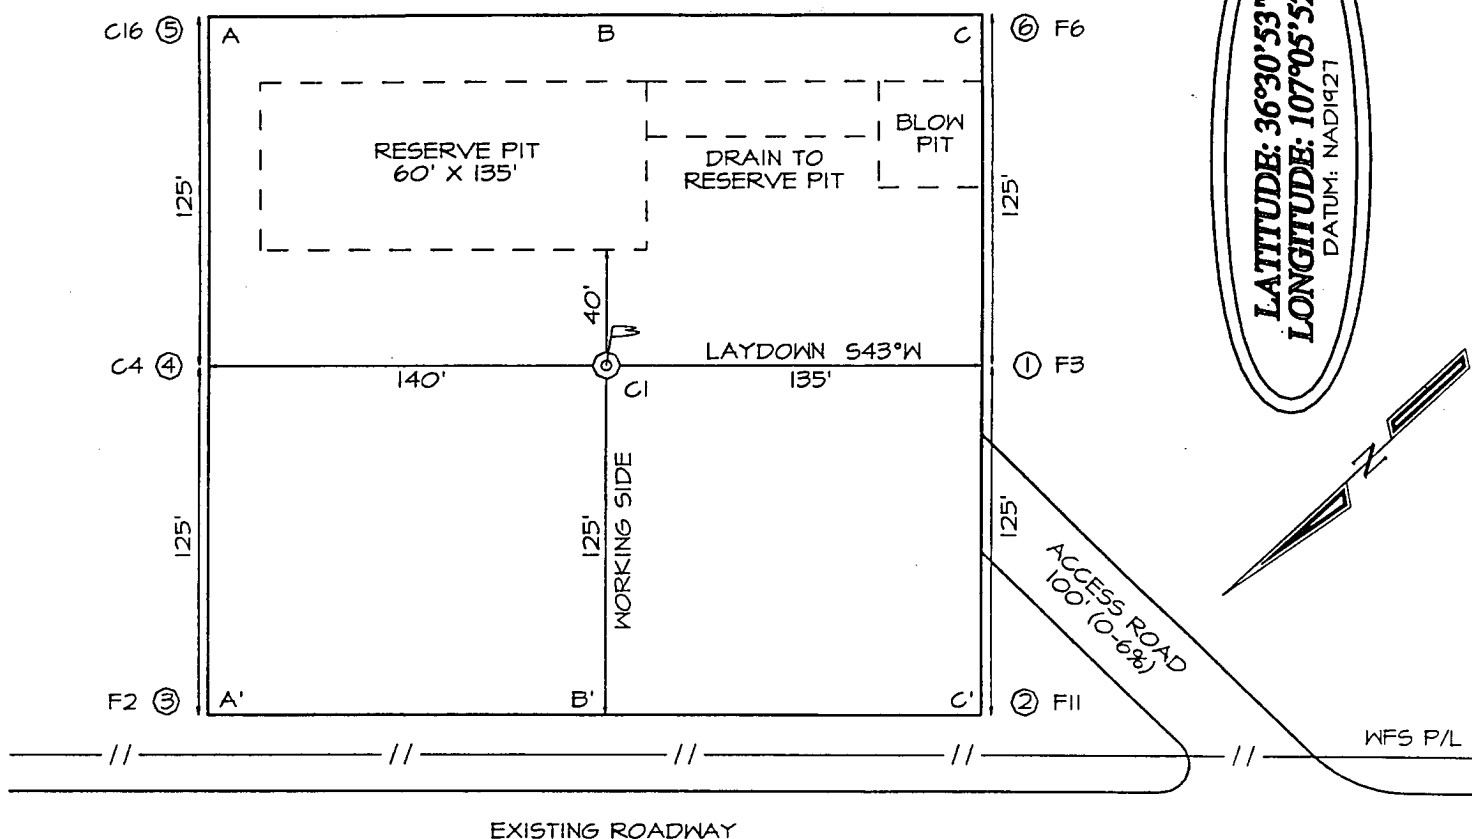 C16 ⑤
A
B
C
⑥ F6
RESERVE PIT
60' X 135'
DRAIN TO
RESERVE PIT
BLOW
PIT
125'
125'
40'
LAYDOWN S43°W
C4 ④
140'
C1
135'
① F3
125'
125'
WORKING SIDE
125'
ACCESS ROAD
100' (0-6%)
F2 ③
A'
B'
C'
② F11
WFS P/L
EXISTING ROADWAY
LATITUDE: 36°30'53"
LONGITUDE: 107°05'52
DATUM: NAD1927
N